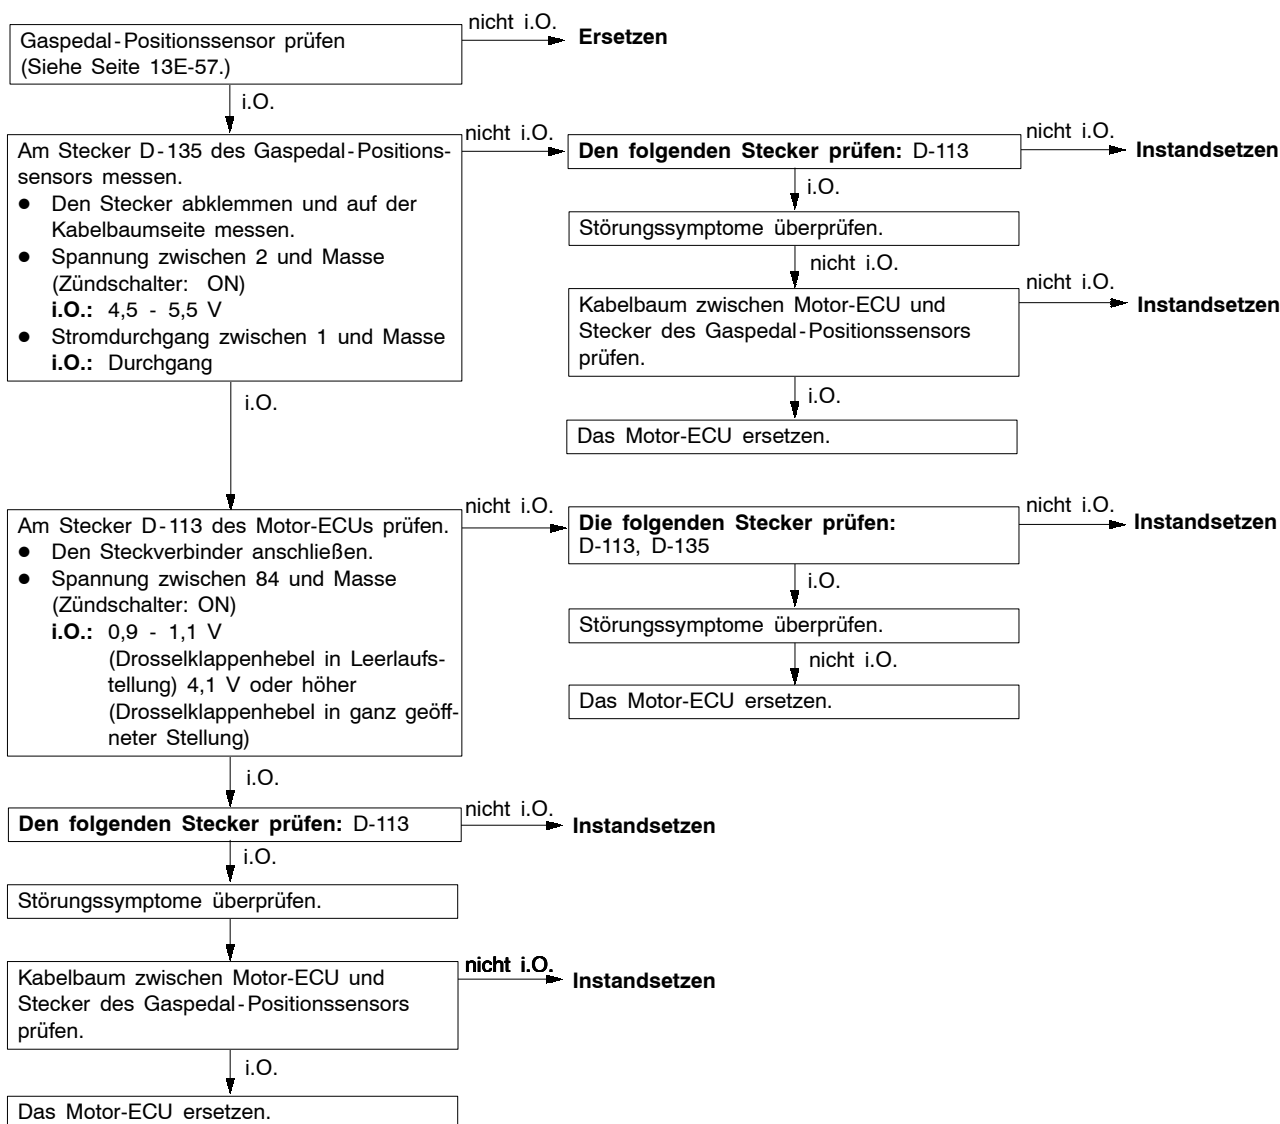 Gaspedal-Positionssensor prüfen
(Siehe Seite 13E-57.)
nicht i.O.
Ersetzen
i.O.
Am Stecker D-135 des Gaspedal-Positions-
sensors messen.
● Den Stecker abklemmen und auf der
Kabelbaumseite messen.
● Spannung zwischen 2 und Masse
(Zündschalter: ON)
i.O.: 4,5 - 5,5 V
● Stromdurchgang zwischen 1 und Masse
i.O.: Durchgang
nicht i.O.
Den folgenden Stecker prüfen: D-113
nicht i.O.
Instandsetzen
i.O.
Störungssymptome überprüfen.
nicht i.O.
Kabelbaum zwischen Motor-ECU und
Stecker des Gaspedal-Positionssensors
prüfen.
nicht i.O.
Instandsetzen
i.O.
Das Motor-ECU ersetzen.
i.O.
Am Stecker D-113 des Motor-ECUs prüfen.
● Den Steckverbinder anschließen.
● Spannung zwischen 84 und Masse
(Zündschalter: ON)
i.O.: 0,9 - 1,1 V
(Drosselklappenhebel in Leerlaufs-
stellung) 4,1 V oder höher
(Drosselklappenhebel in ganz geöff-
neter Stellung)
nicht i.O.
Die folgenden Stecker prüfen:
D-113, D-135
nicht i.O.
Instandsetzen
i.O.
Störungssymptome überprüfen.
nicht i.O.
Das Motor-ECU ersetzen.
i.O.
Den folgenden Stecker prüfen: D-113
nicht i.O.
Instandsetzen
i.O.
Störungssymptome überprüfen.
Kabelbaum zwischen Motor-ECU und
Stecker des Gaspedal-Positionssensors
prüfen.
nicht i.O.
Instandsetzen
i.O.
Das Motor-ECU ersetzen.